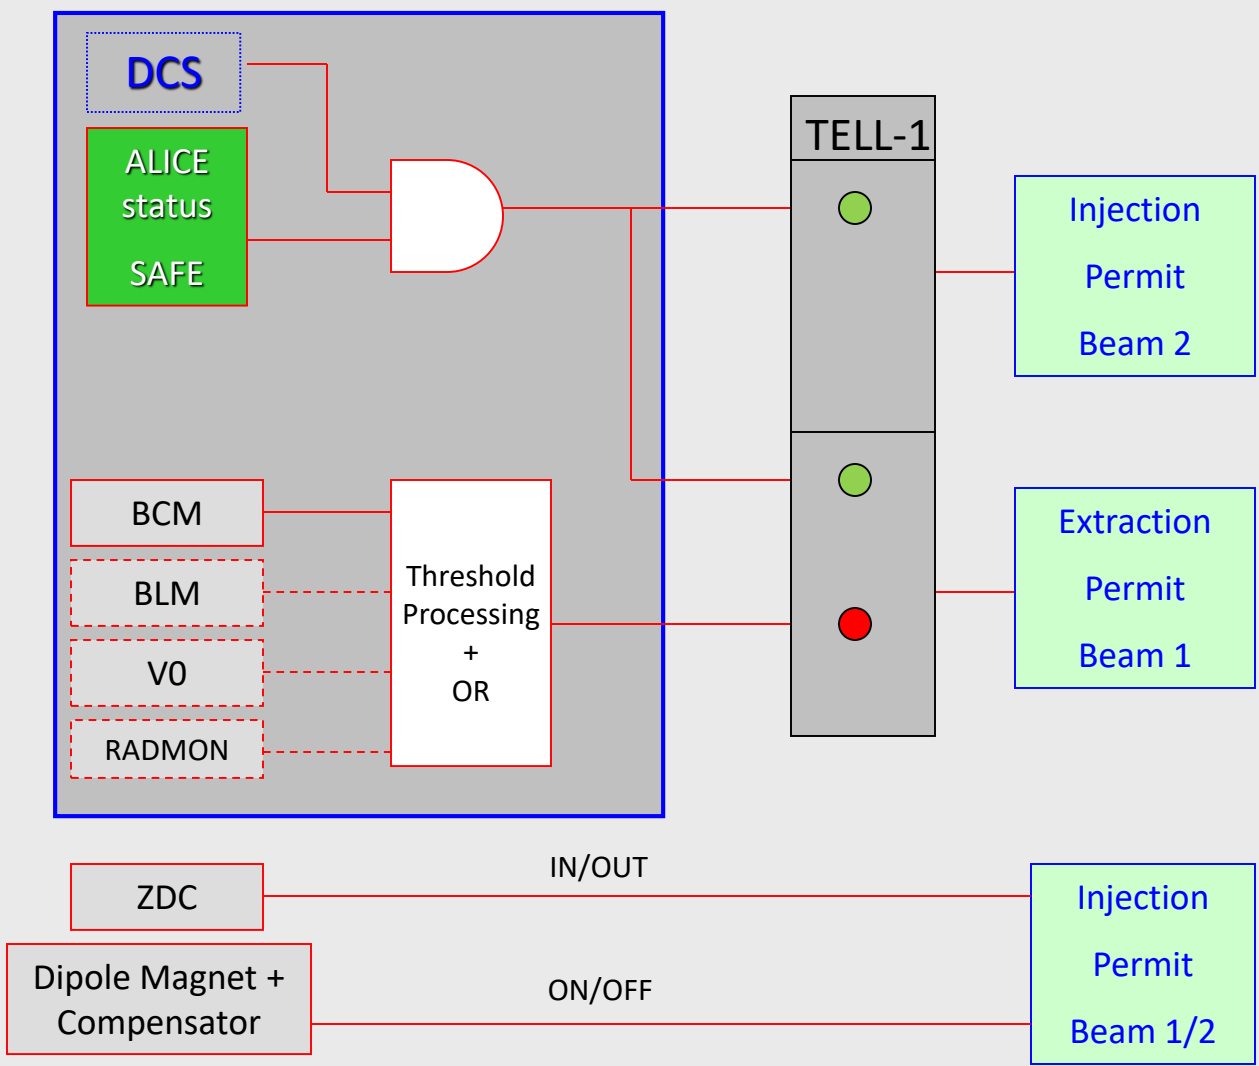 DCS
ALICE
status
SAFE
TELL-1
Injection
Permit
Beam 2
BCM
BLM
V0
RADMON
Threshold
Processing
+
OR
Extraction
Permit
Beam 1
ZDC
IN/OUT
Dipole Magnet +
Compensator
ON/OFF
Injection
Permit
Beam 1/2